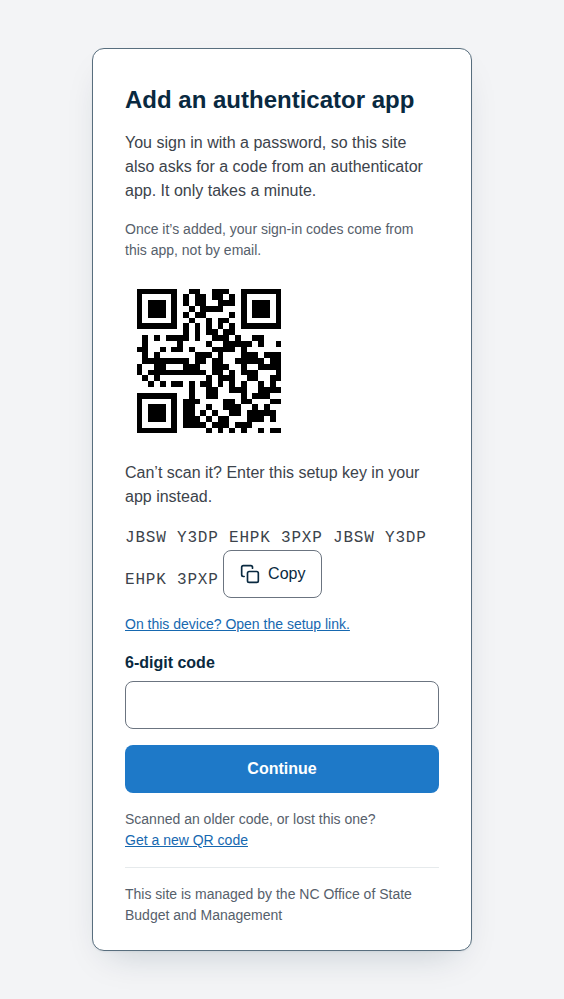 Add an authenticator app
You sign in with a password, so this site
also asks for a code from an authenticator
app. It only takes a minute.
Once it’s added, your sign-in codes come from
this app, not by email.
Can’t scan it? Enter this setup key in your
app instead.
JBSW Y3DP EHPK 3PXP JBSW Y3DP
EHPK 3PXP Copy
On this device? Open the setup link.
6-digit code
Continue
Scanned an older code, or lost this one?
Get a new QR code
This site is managed by the NC Office of State
Budget and Management